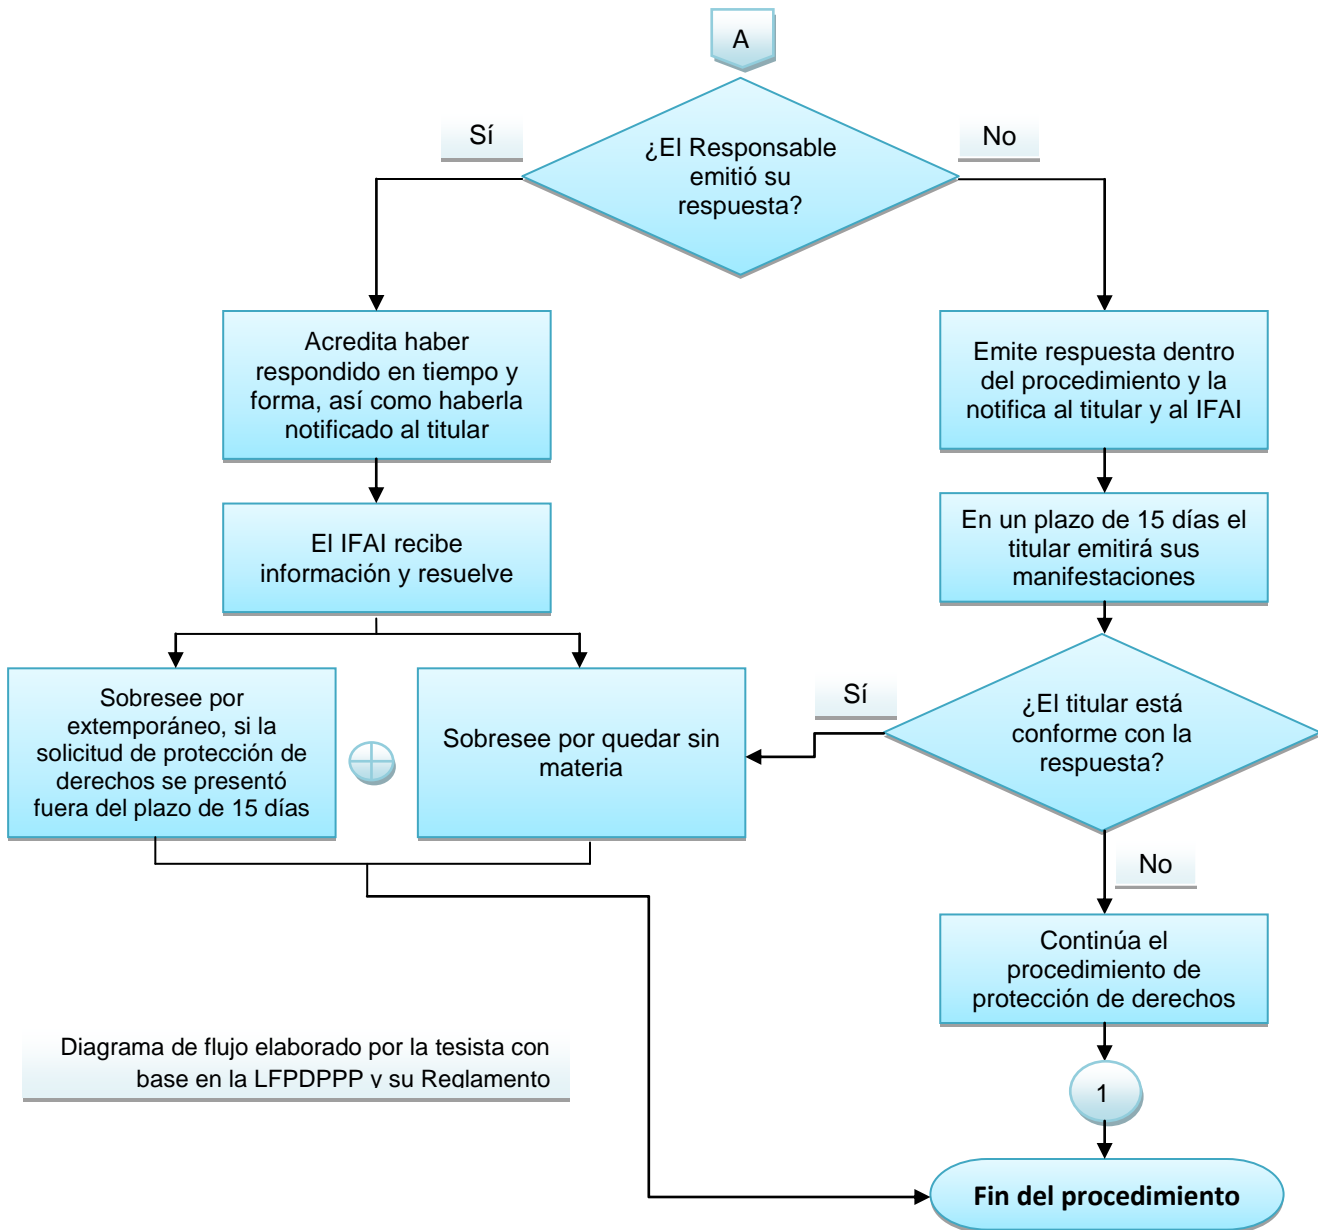 A
Sí
No
¿El Responsable
emitió su
respuesta?
Acredita haber
respondido en tiempo y
forma, así como haberla
notificado al titular
Emite respuesta dentro
del procedimiento y la
notifica al titular y al IFAI
El IFAI recibe
información y resuelve
En un plazo de 15 días el
titular emitirá sus
manifestaciones
Sobresee por
extemporáneo, si la
solicitud de protección de
derechos se presentó
fuera del plazo de 15 días
Sobresee por quedar sin
materia
Sí
¿El titular está
conforme con la
respuesta?
No
Continúa el
procedimiento de
protección de derechos
Diagrama de flujo elaborado por la tesista con
base en la LFPDPPP y su Reglamento
1
Fin del procedimiento